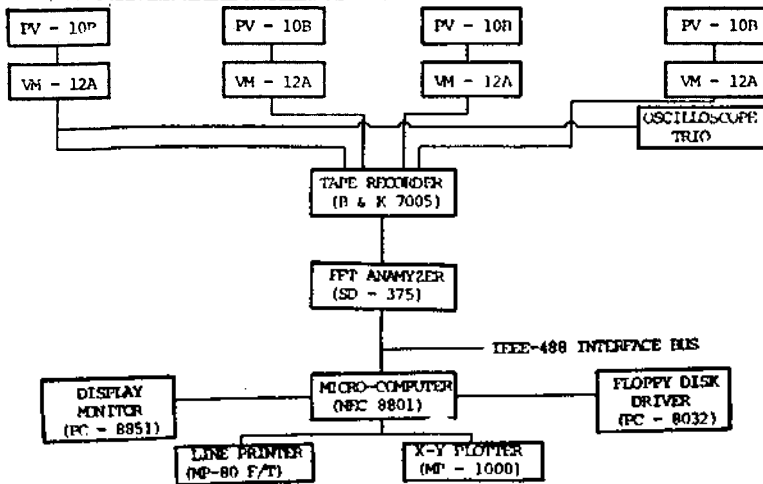 PV - 10B PV - 10B PV - 10B PV - 10B
VM - 12A VM - 12A VM - 12A VM - 12A
OSCILLOSCOPE
TRIO
TAPE RECORDER
(B & K 7005)
FFT ANAMYZER
(SD - 375)
IEEE-488 INTERFACE BUS
DISPLAY
MONITOR
(PC - 8851)
MICRO-COMPUTER
(NEC 8801)
FLOPPY DISK
DRIVER
(PC - 8032)
LINE PRINTER
(MP-80 F/T)
X-Y PLOTTER
(MP - 1000)